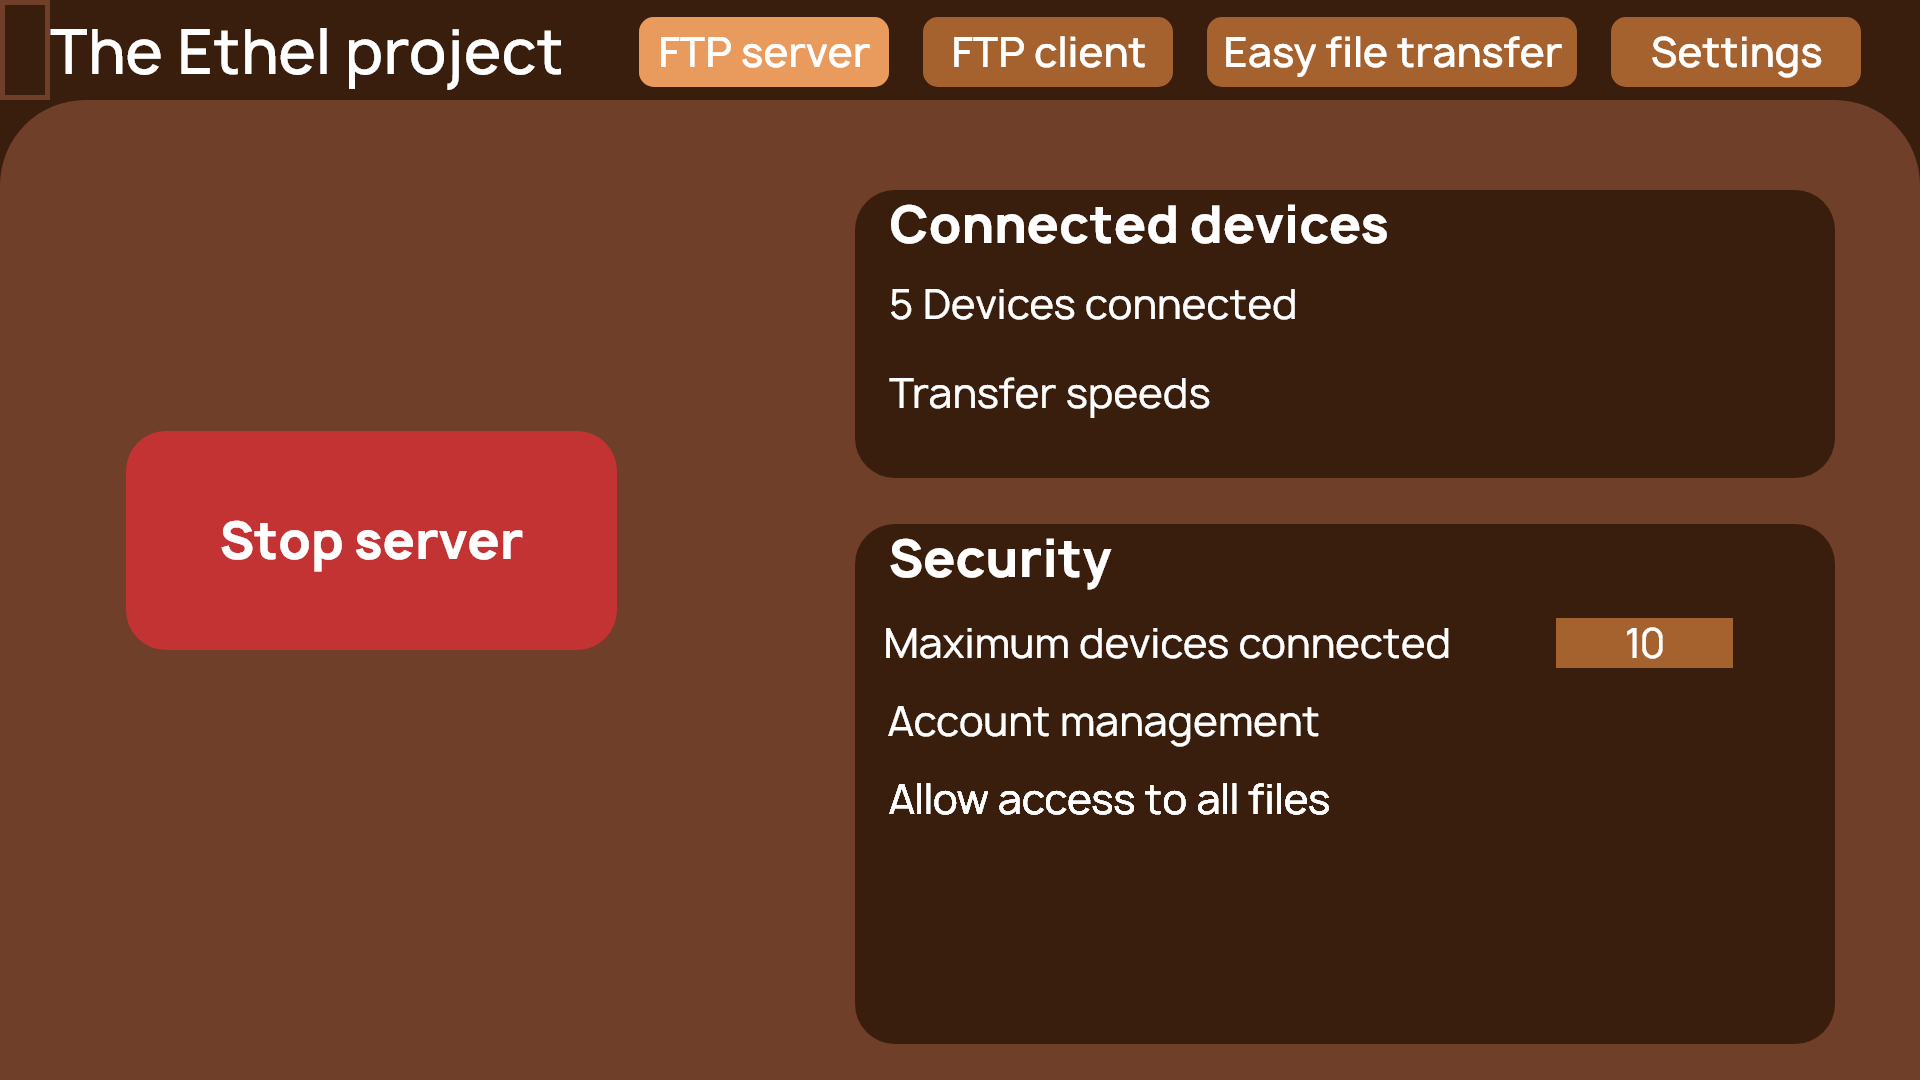 The Ethel project
FTP server
FTP client
Easy file transfer
Settings
Connected devices
5 Devices connected
Transfer speeds
Stop server
Security
Maximum devices connected
10
Account management
Allow access to all files